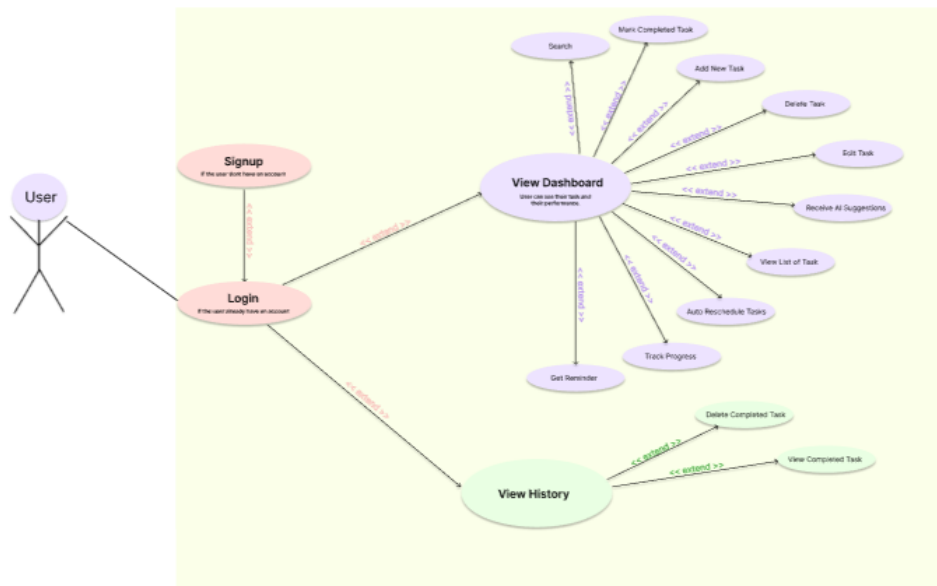 Search
Mark Completed Task
Add New Task
Delete Task
Edit Task
Receive AI Suggestions
View List of Task
Auto Reschedule Tasks
Track Progress
Get Reminder
<< extend >>
<< extend >>
<< extend >>
<< extend >>
<< extend >>
<< extend >>
<< extend >>
<< extend >>
<< extend >>
<< extend >>
View Dashboard
User can see their task and
their performance.
Signup
If the user dont have an account
<< extend >>
User
Login
If the user already have an account
<< extend >>
<< extend >>
View History
<< extend >>
<< extend >>
Delete Completed Task
View Completed Task